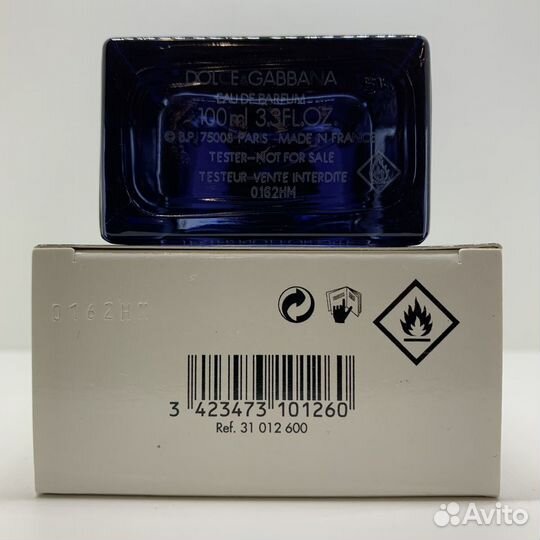 DOLCE&GABBANA
EAU DE PARFUM
100ml 3.3FL.OZ.
© B.P. 75008 PARIS - MADE IN FRANCE
TESTER–NOT FOR SALE
TESTEUR–VENTE INTERDITE
0162HM
0162HM
3 423473 101260
Ref. 31 012 600
Avito